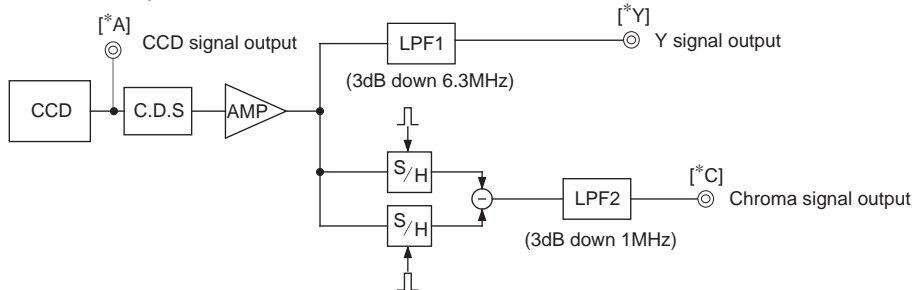 [*A]
CCD signal output
[*Y]
Y signal output
LPF1
(3dB down 6.3MHz)
CCD
C.D.S
AMP
S/H
[*C]
Chroma signal output
LPF2
S/H
(3dB down 1MHz)